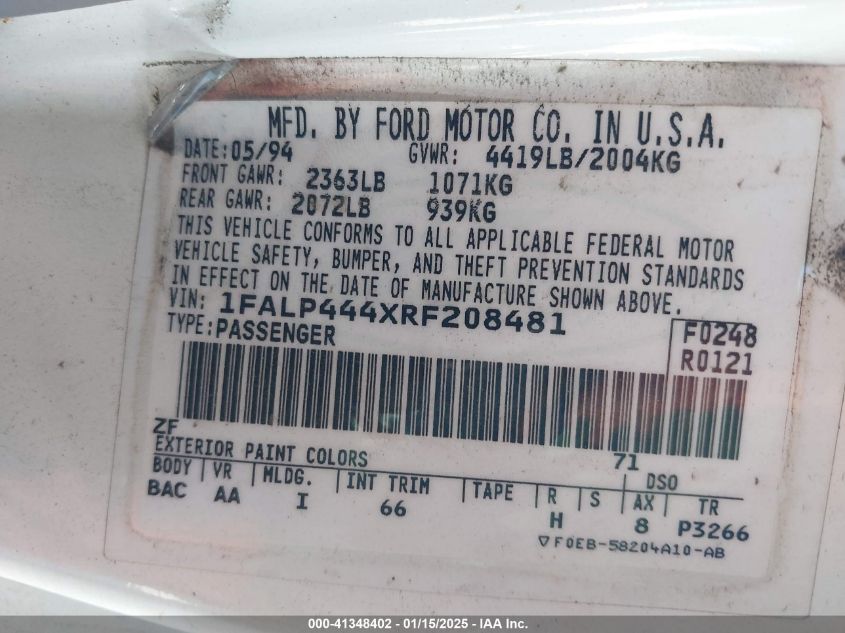 MFD. BY FORD MOTOR CO. IN U.S.A.
DATE: 05/94 GVWR: 4419LB/2004KG
FRONT GAWR: 2363LB 1071KG
REAR GAWR: 2072LB 939KG
THIS VEHICLE CONFORMS TO ALL APPLICABLE FEDERAL MOTOR
VEHICLE SAFETY, BUMPER, AND THEFT PREVENTION STANDARDS
IN EFFECT ON THE DATE OF MANUFACTURE SHOWN ABOVE.
VIN: 1FALP444XRF208481
TYPE: PASSENGER
F0248
R0121
ZF
EXTERIOR PAINT COLORS 71 DSO
BODY VR MLDG. INT TRIM TAPE R S AX TR
BAC AA I 66 H 8 P3266
▽F0EB-58204A10-AB
000-41348402 - 01/15/2025 - IAA Inc.